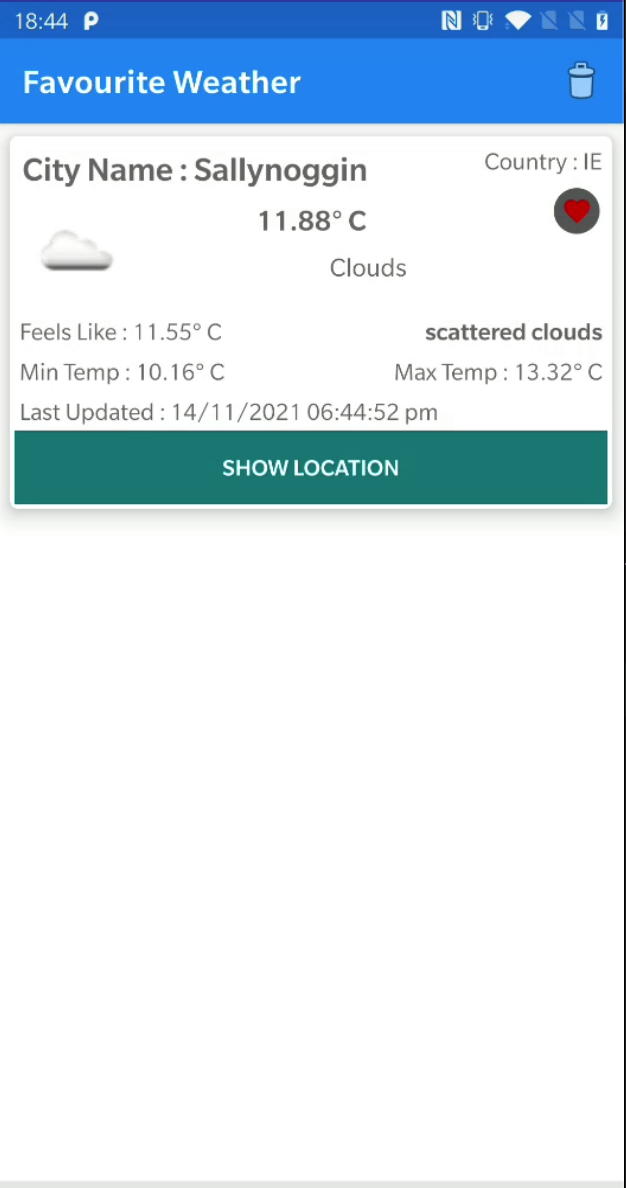 18:44
Favourite Weather
City Name : Sallynoggin
Country : IE
11.88° C
Clouds
Feels Like : 11.55° C
scattered clouds
Min Temp : 10.16° C
Max Temp : 13.32° C
Last Updated : 14/11/2021 06:44:52 pm
SHOW LOCATION